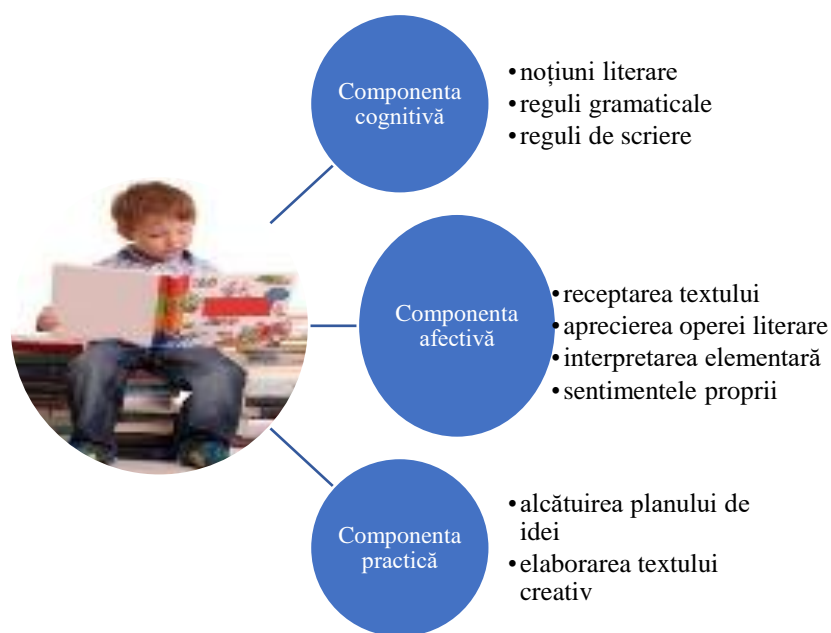 Componenta
cognitivă
•noțiuni literare
•reguli gramaticale
•reguli de scriere
Componenta
afectivă
•receptarea textului
•aprecierea operei literare
•interpretarea elementară
•sentimentele proprii
Componenta
practică
•alcătuirea planului de
idei
•elaborarea textului
creativ